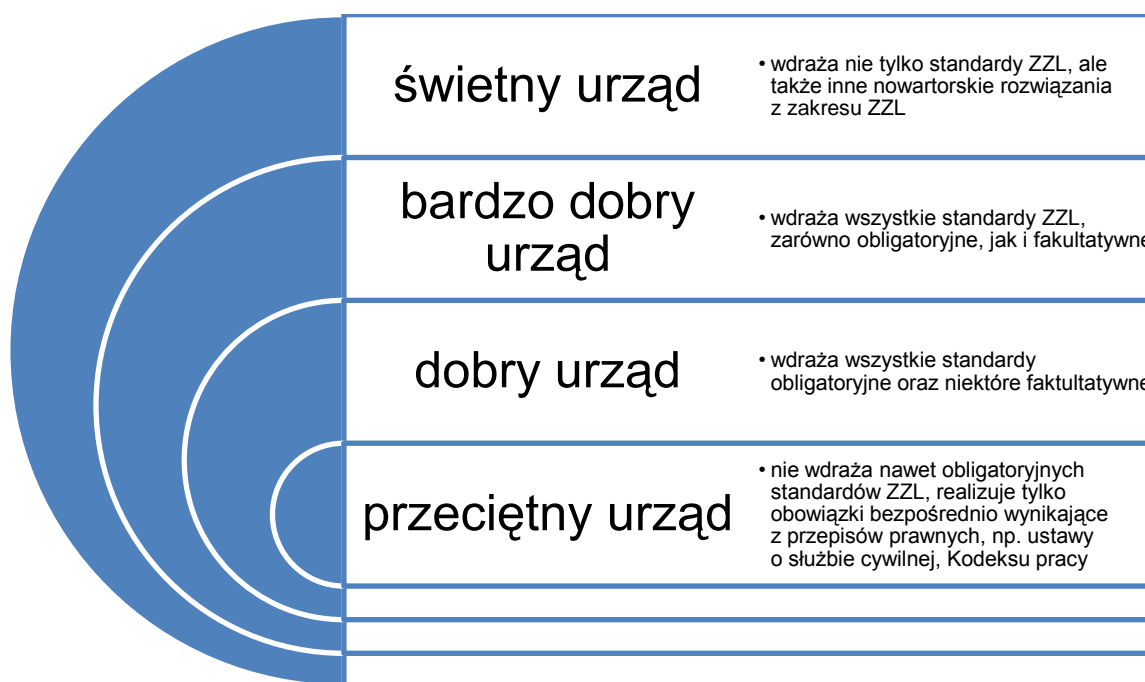 świetny urząd
• wdraża nie tylko standardy ZZL, ale
także inne nowartorskie rozwiązania
z zakresu ZZL
bardzo dobry
urząd
• wdraża wszystkie standardy ZZL,
zarówno obligatoryjne, jak i fakultatywne
dobry urząd
• wdraża wszystkie standardy
obligatoryjne oraz niektóre faktultatywne
przeciętny urząd
• nie wdraża nawet obligatoryjnych
standardów ZZL, realizuje tylko
obowiązki bezpośrednio wynikające
z przepisów prawnych, np. ustawy
o służbie cywilnej, Kodeksu pracy